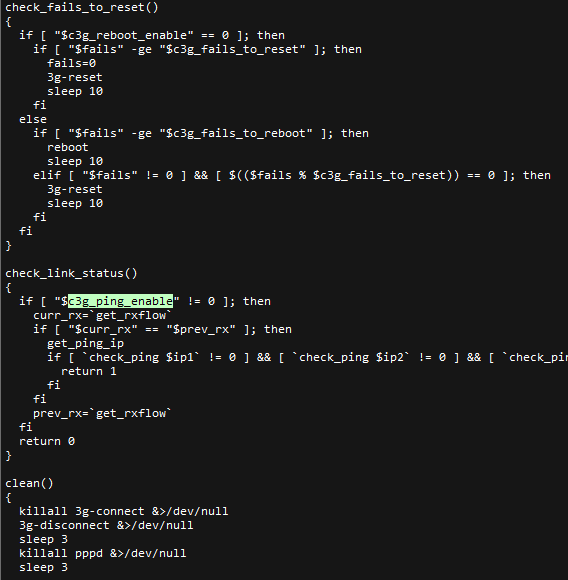 check_fails_to_reset()
{
  if [ "$c3g_reboot_enable" == 0 ]; then
    if [ "$fails" -ge "$c3g_fails_to_reset" ]; then
      fails=0
      3g-reset
      sleep 10
    fi
  else
    if [ "$fails" -ge "$c3g_fails_to_reboot" ]; then
      reboot
      sleep 10
    elif [ "$fails" != 0 ] && [ $(($fails % $c3g_fails_to_reset)) == 0 ]; then
      3g-reset
      sleep 10
    fi
  fi
}
check_link_status()
{
  if [ "$c3g_ping_enable" != 0 ]; then
    curr_rx=`get_rxflow`
    if [ "$curr_rx" == "$prev_rx" ]; then
      get_ping_ip
      if [ `check_ping $ip1` != 0 ] && [ `check_ping $ip2` != 0 ] && [ `check_pin
        return 1
      fi
    fi
    prev_rx=`get_rxflow`
  fi
  return 0
}
clean()
{
  killall 3g-connect &>/dev/null
  3g-disconnect &>/dev/null
  sleep 3
  killall pppd &>/dev/null
  sleep 3